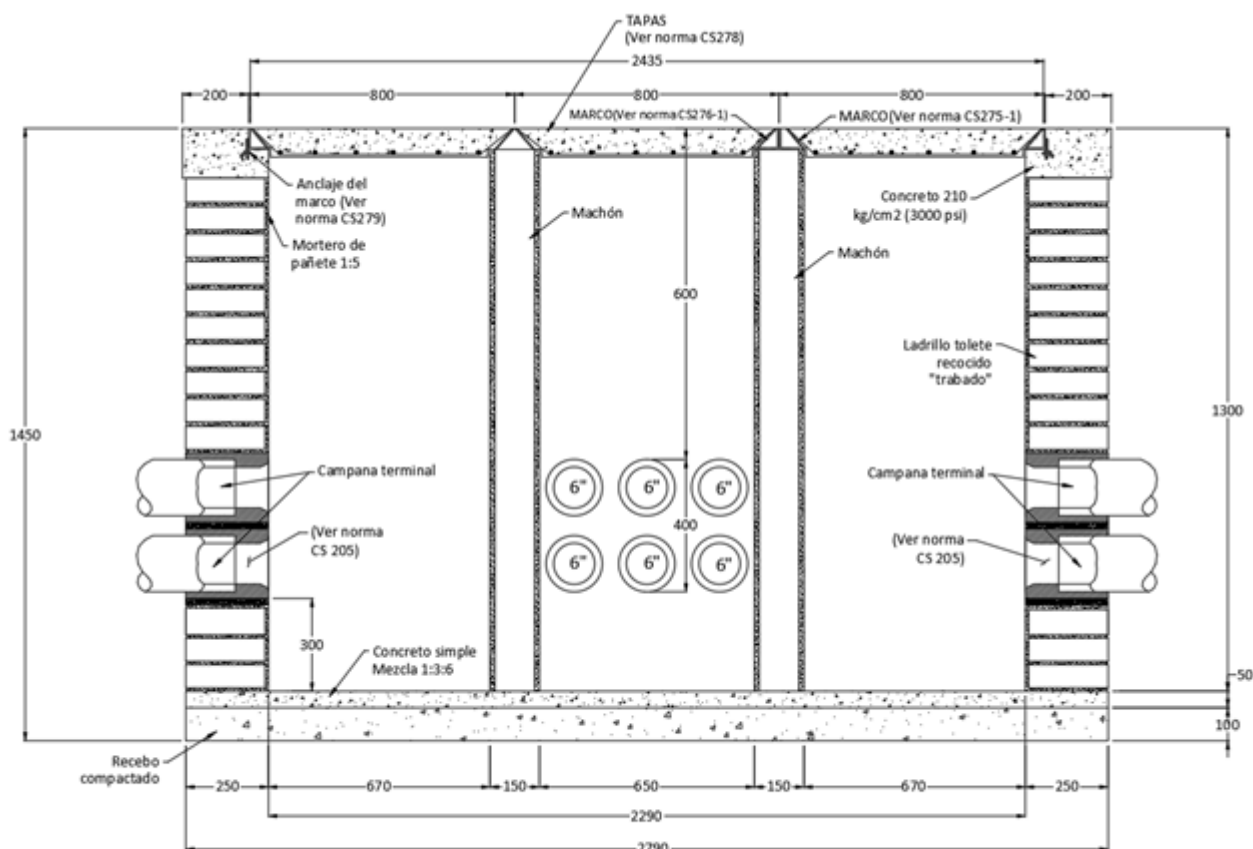 TAPAS
(Ver norma CS278)
2435
200
800
800
800
200
MARCO(Ver norma CS276-1)
MARCO(Ver norma CS275-1)
Anclaje del
marco (Ver
norma CS279)
Mortero de
pañete 1:5
Machón
Concreto 210
kg/cm2 (3000 psi)
Machón
600
Ladrillo tolete
recocido
"trabado"
1450
1300
Campana terminal
6"
6"
6"
Campana terminal
400
(Ver norma
CS 205)
6"
6"
6"
(Ver norma
CS 205)
300
Concreto simple
Mezcla 1:3:6
50
100
Recebo
compactado
250
670
150
650
150
670
250
2290
2790